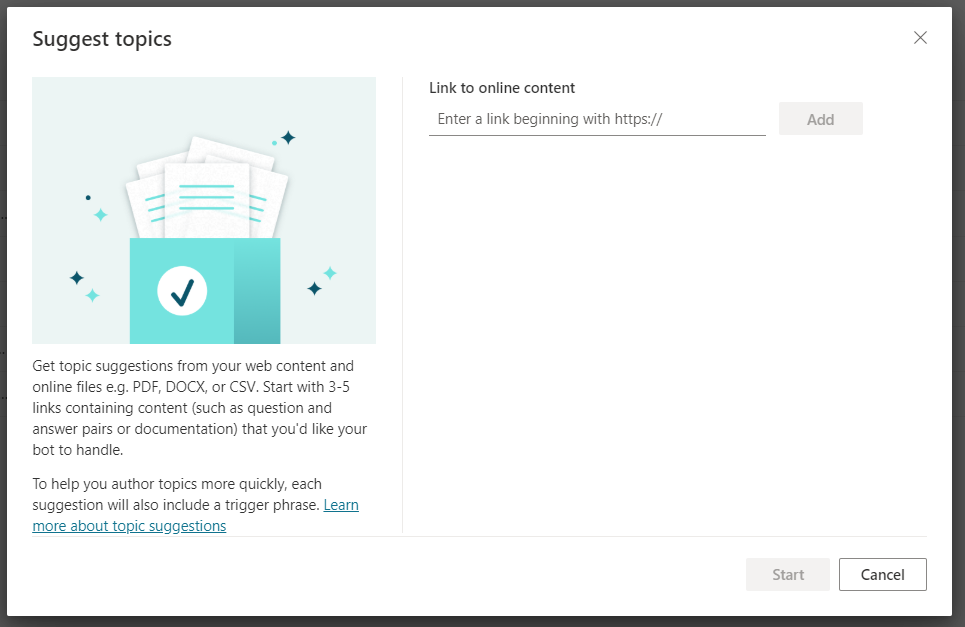 Suggest topics
Link to online content
Enter a link beginning with https://
Add
Get topic suggestions from your web content and
online files e.g. PDF, DOCX, or CSV. Start with 3-5
links containing content (such as question and
answer pairs or documentation) that you'd like your
bot to handle.
To help you author topics more quickly, each
suggestion will also include a trigger phrase. Learn
more about topic suggestions
Start
Cancel